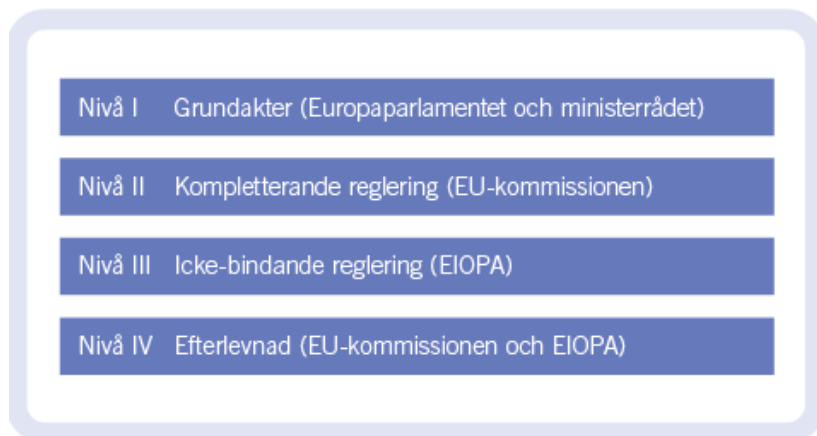 Nivå I Grundakter (Europaparlamentet och ministerrådet)
Nivå II Kompletterande reglering (EU-kommissionen)
Nivå III Icke-bindande reglering (EIOPA)
Nivå IV Efterlevnad (EU-kommissionen och EIOPA)